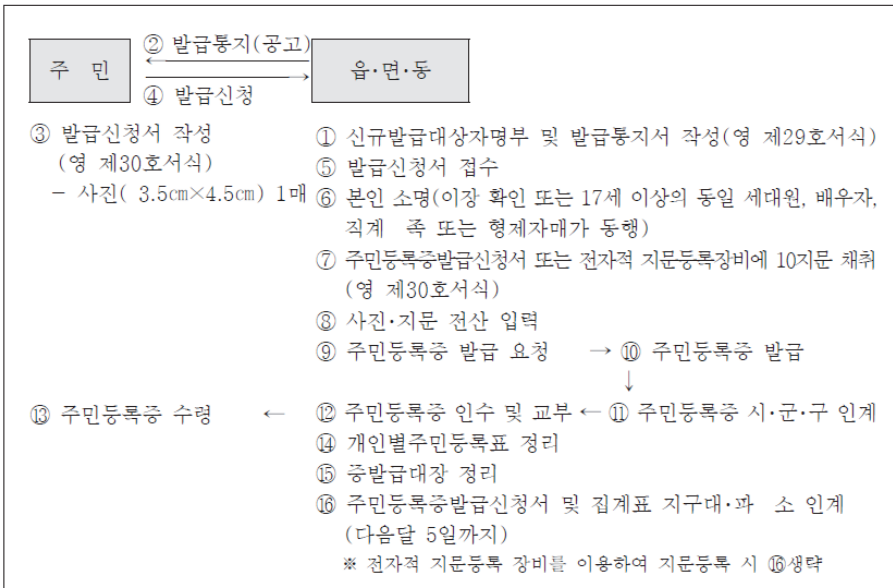 ② 발급통지(공고)
주 민
읍·면·동
④ 발급신청
③ 발급신청서 작성
(영 제30호서식)
- 사진( 3.5㎝×4.5㎝) 1매
① 신규발급대상자명부 및 발급통지서 작성(영 제29호서식)
⑤ 발급신청서 접수
⑥ 본인 소명(이장 확인 또는 17세 이상의 동일 세대원, 배우자,
직계 족 또는 형제자매가 동행)
⑦ 주민등록증발급신청서 또는 전자적 지문등록장비에 10지문 채취
(영 제30호서식)
⑧ 사진·지문 전산 입력
⑨ 주민등록증 발급 요청 → ⑩ 주민등록증 발급
↓
⑬ 주민등록증 수령 ← ⑫ 주민등록증 인수 및 교부 ← ⑪ 주민등록증 시·군·구 인계
⑭ 개인별주민등록표 정리
⑮ 증발급대장 정리
⑯ 주민등록증발급신청서 및 집계표 지구대·파 소 인계
(다음달 5일까지)
※ 전자적 지문등록 장비를 이용하여 지문등록 시 ⑯생략